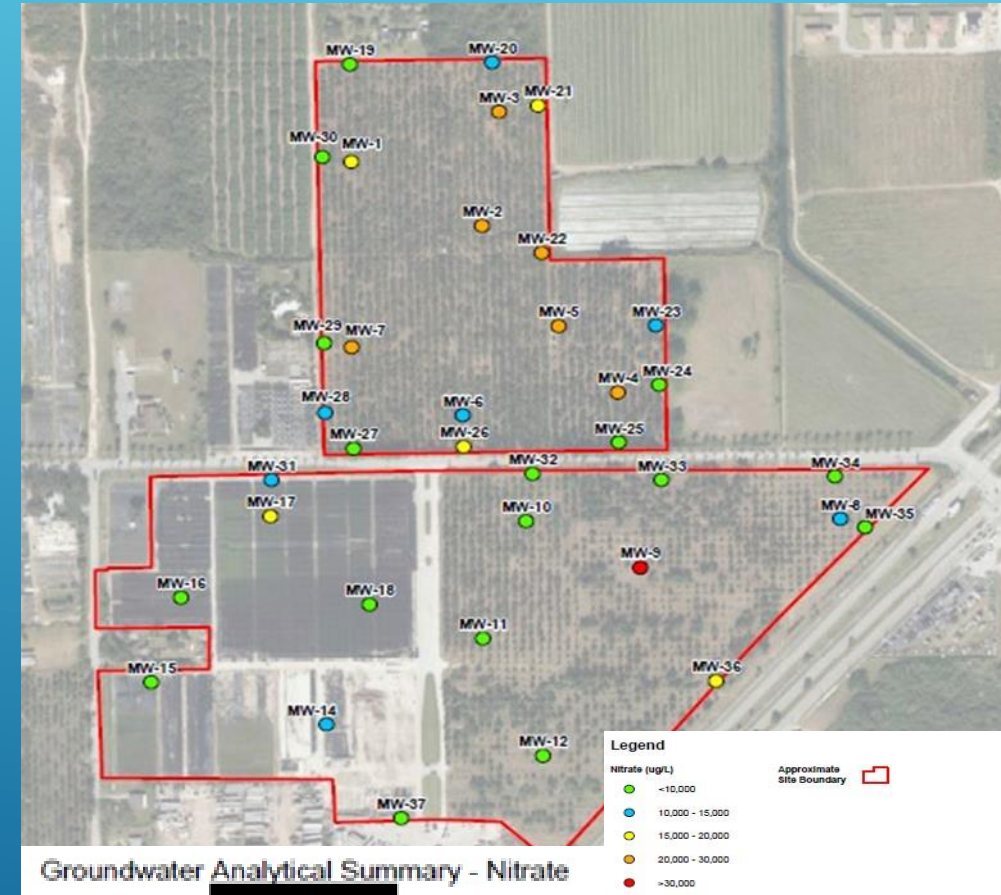 MW-19
MW-20
MW-3
MW-21
MW-30
MW-1
MW-2
MW-22
MW-23
MW-5
MW-29
MW-7
MW-24
MW-4
MW-28
MW-6
MW-26
MW-25
MW-27
MW-31
MW-32
MW-33
MW-34
MW-17
MW-10
MW-8
MW-35
MW-9
MW-16
MW-18
MW-11
MW-15
MW-36
MW-14
MW-12
MW-37
Legend
Nitrate (ug/L)
<10,000
10,000 - 15,000
15,000 - 20,000
20,000 - 30,000
>30,000
Approximate
Site Boundary
Groundwater Analytical Summary - Nitrate